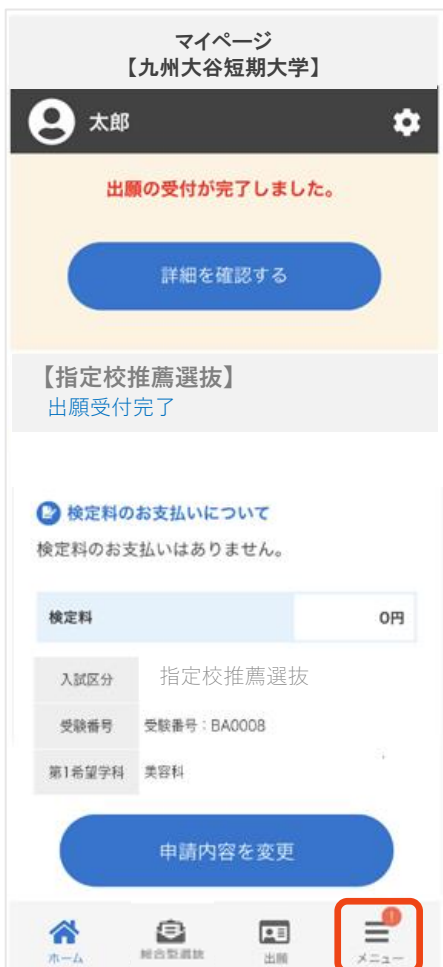 マイページ
【九州大谷短期大学】
太郎
出願の受付が完了しました。
詳細を確認する
【指定校推薦選抜】
出願受付完了
検定料のお支払いについて
検定料のお支払いはありません。
検定料 0円
入試区分 指定校推薦選抜
受験番号 受験番号：BA0008
第1希望学科 美容科
申請内容を変更
ホーム 総合型選抜 出願 メニュー